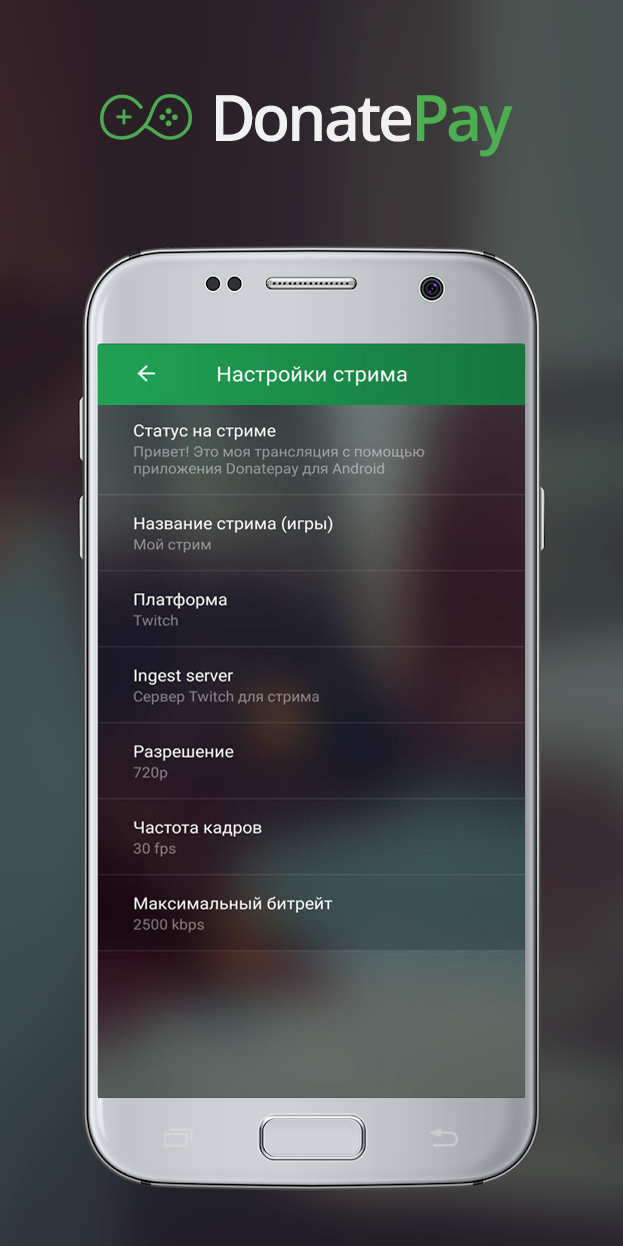 DonatePay
Настройки стрима
Статус на стриме
Привет! Это моя трансляция с помощью
приложения Donatepay для Android
Название стрима (игры)
Мой стрим
Платформа
Twitch
Ingest server
Сервер Twitch для стрима
Разрешение
720p
Частота кадров
30 fps
Максимальный битрейт
2500 kbps